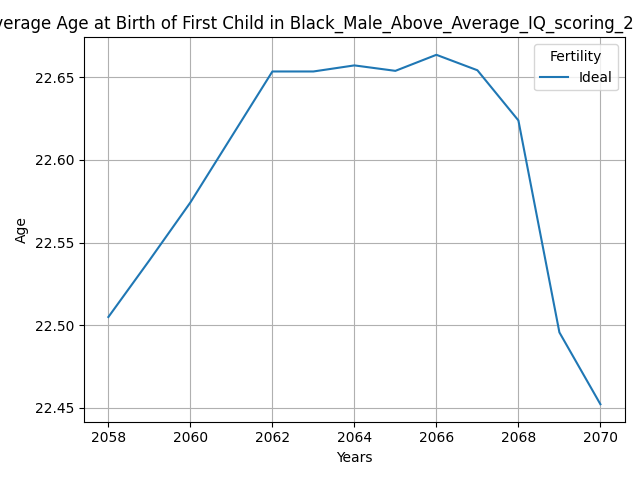 verage Age at Birth of First Child in Black_Male_Above_Average_IQ_scoring_2
Fertility
Ideal
22.65
22.60
22.55
22.50
22.45
Age
2058 2060 2062 2064 2066 2068 2070
Years